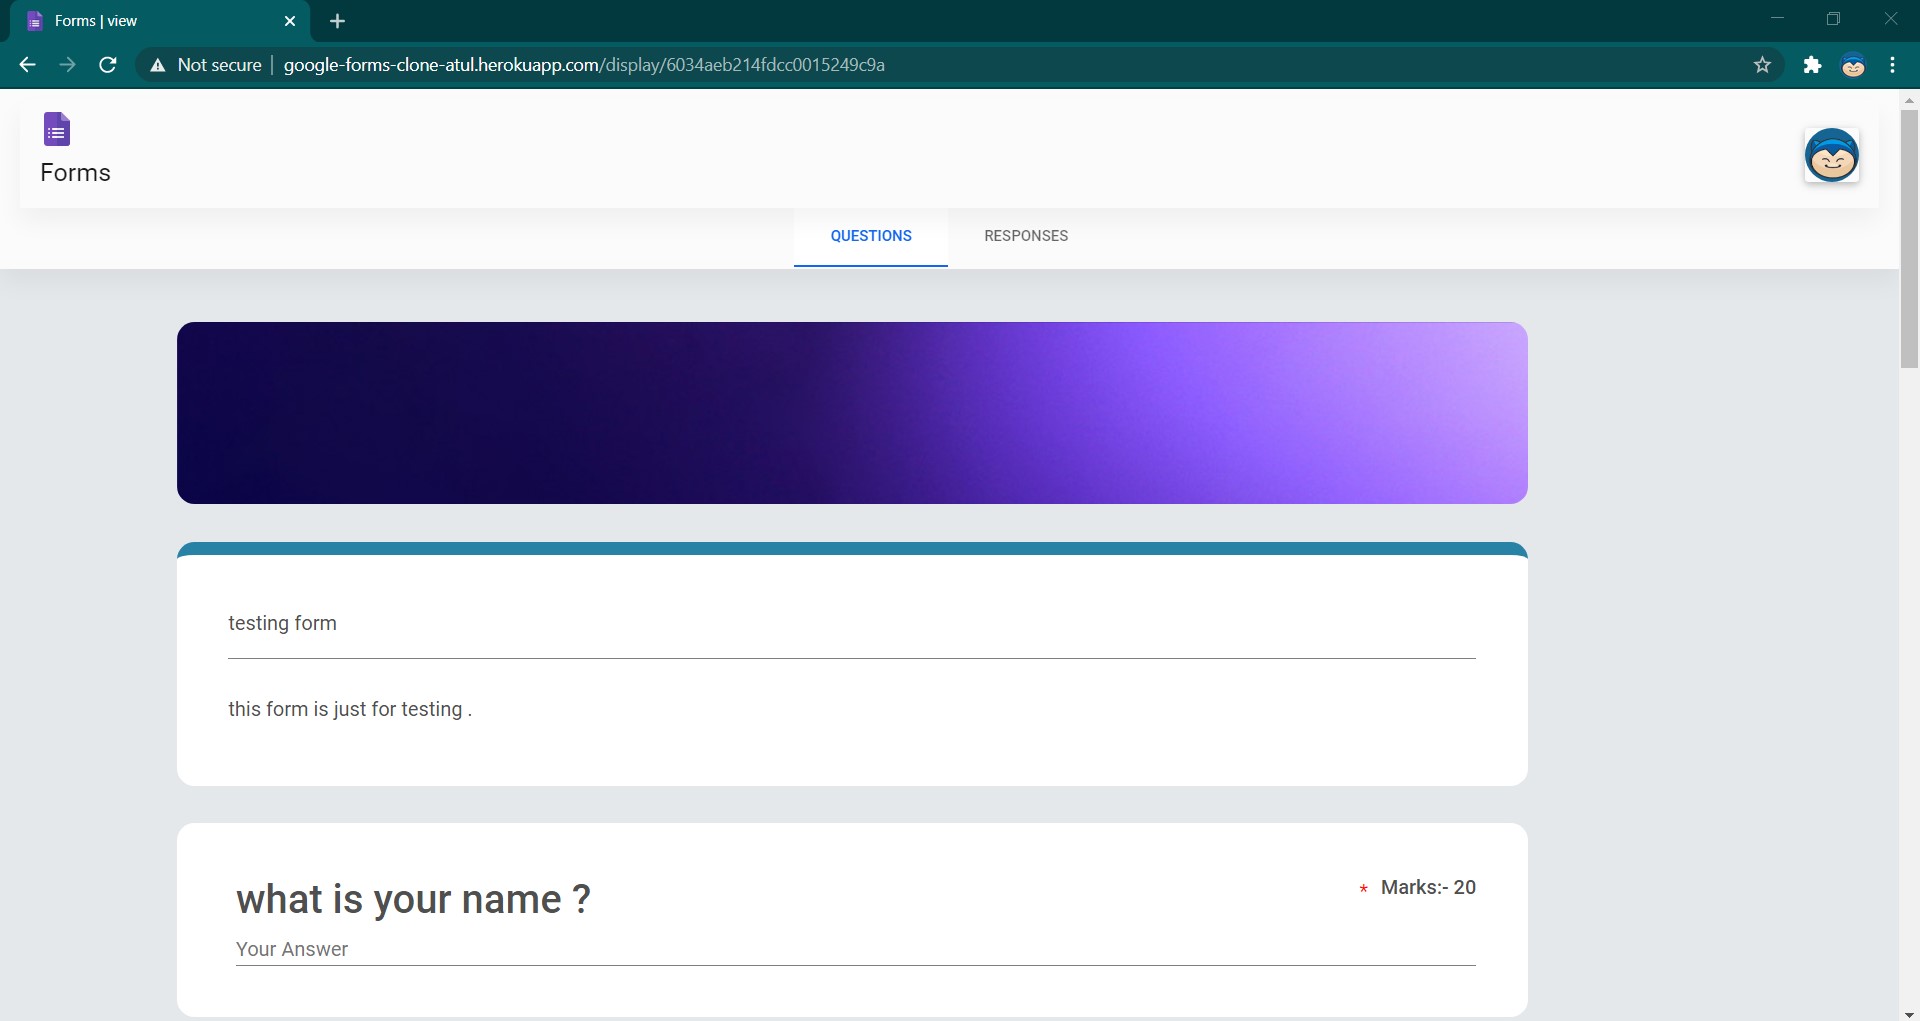 Forms | view
Not secure | google-forms-clone-atul.herokuapp.com/display/6034aeb214fdcc0015249c9a
Forms
QUESTIONS RESPONSES
testing form
this form is just for testing .
what is your name ? * Marks:- 20
Your Answer